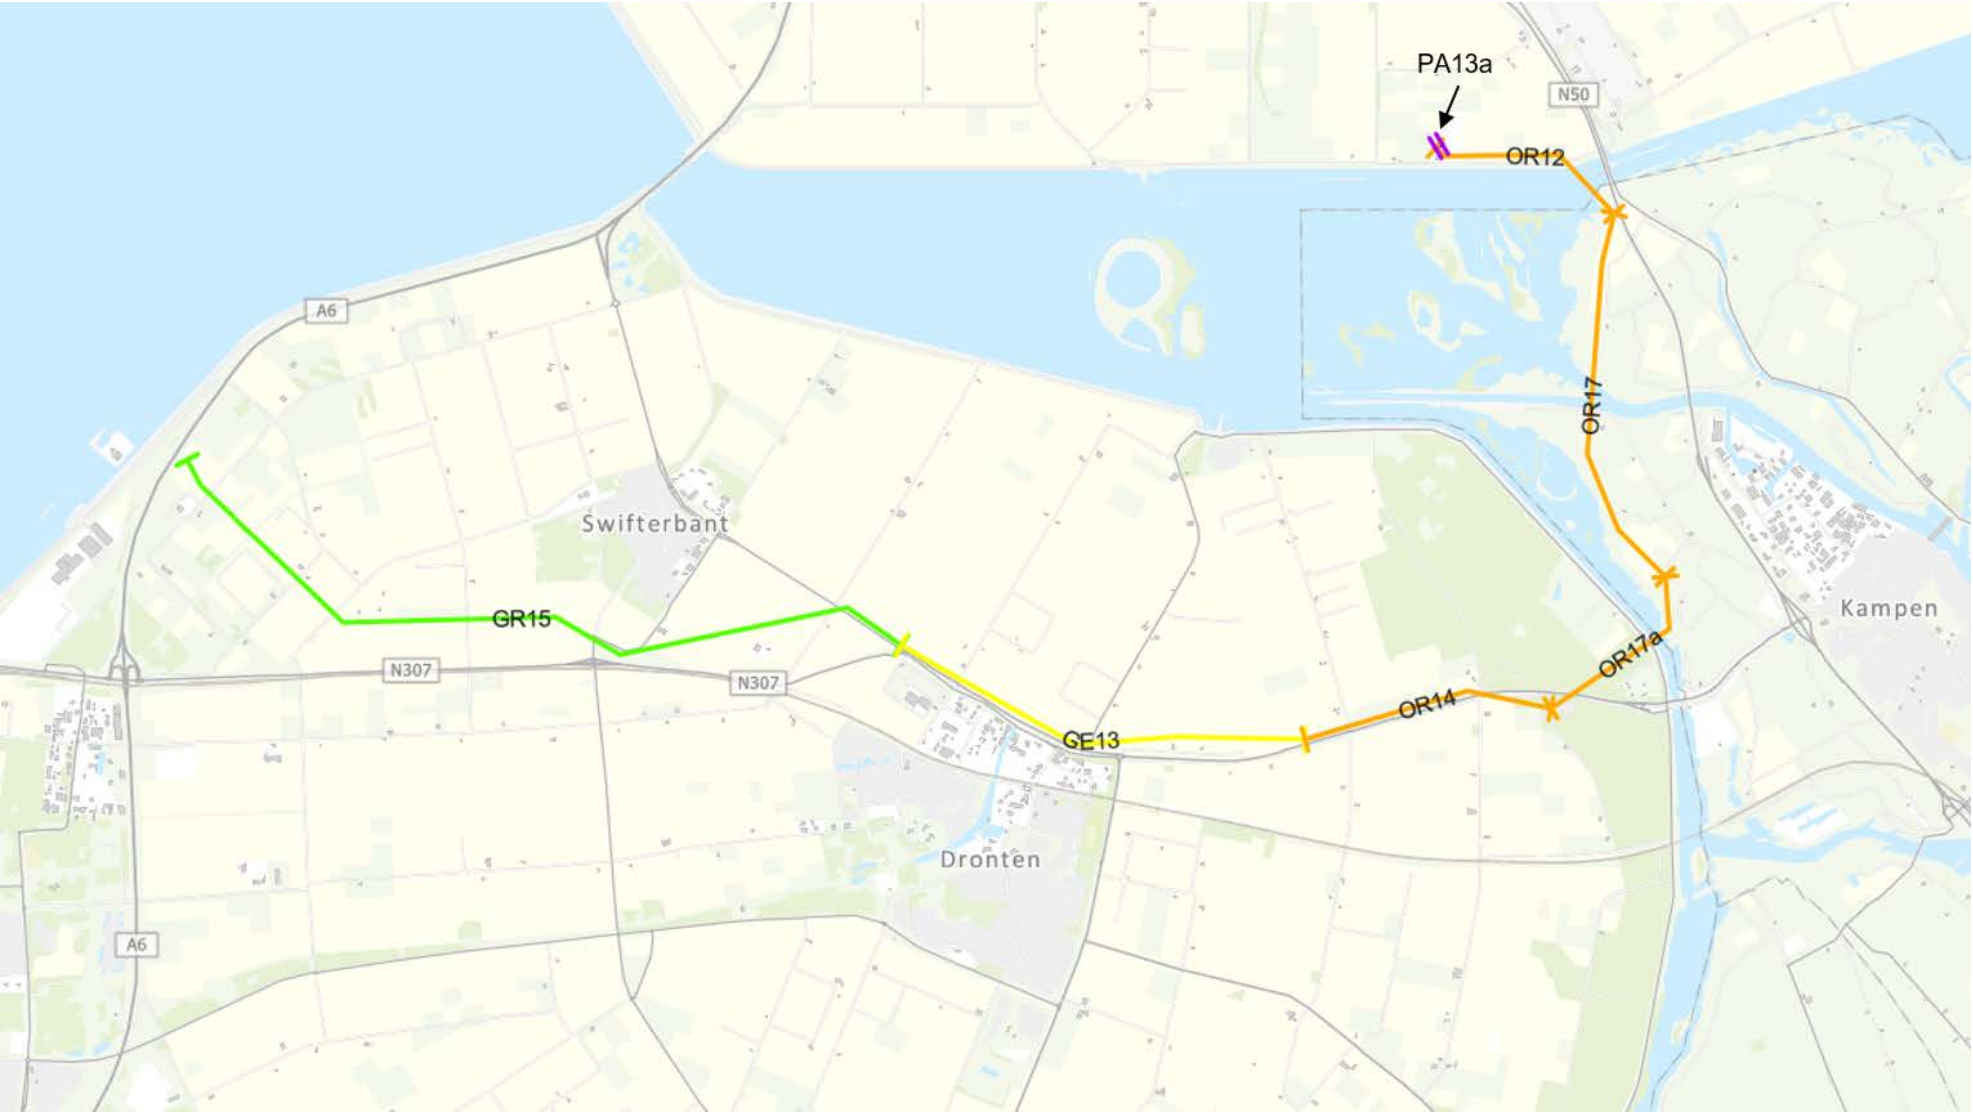 PA13a
N50
OR12
A6
OR17
Swifterbant
Kampen
GR15
OR17a
N307
N307
OR14
GE13
Dronten
A6